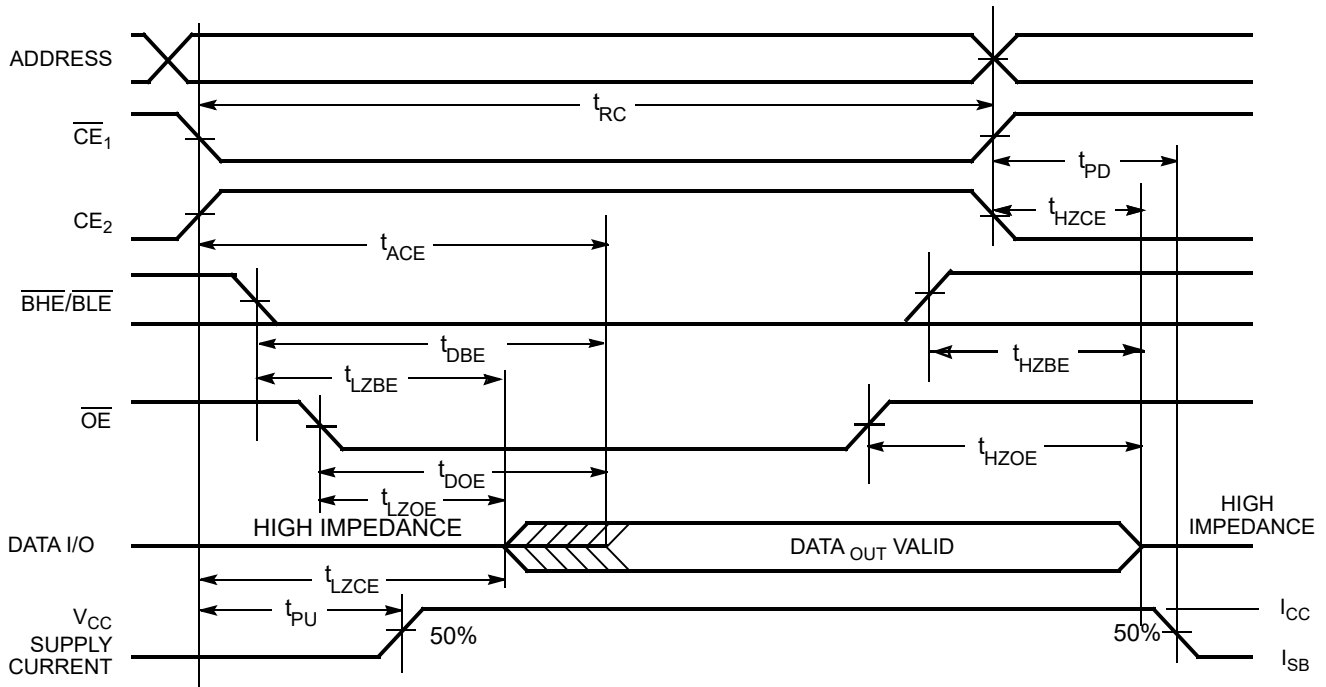 ADDRESS
tRC
CE1
tPD
CE2
tHZCE
tACE
BHE/BLE
tDBE
tHZBE
tLZBE
OE
tHZOE
tDOE
tLZOE
HIGH IMPEDANCE
HIGH
IMPEDANCE
DATA I/O
DATA OUT VALID
tLZCE
VCC
SUPPLY
CURRENT
tPU
50%
50%
ICC
ISB